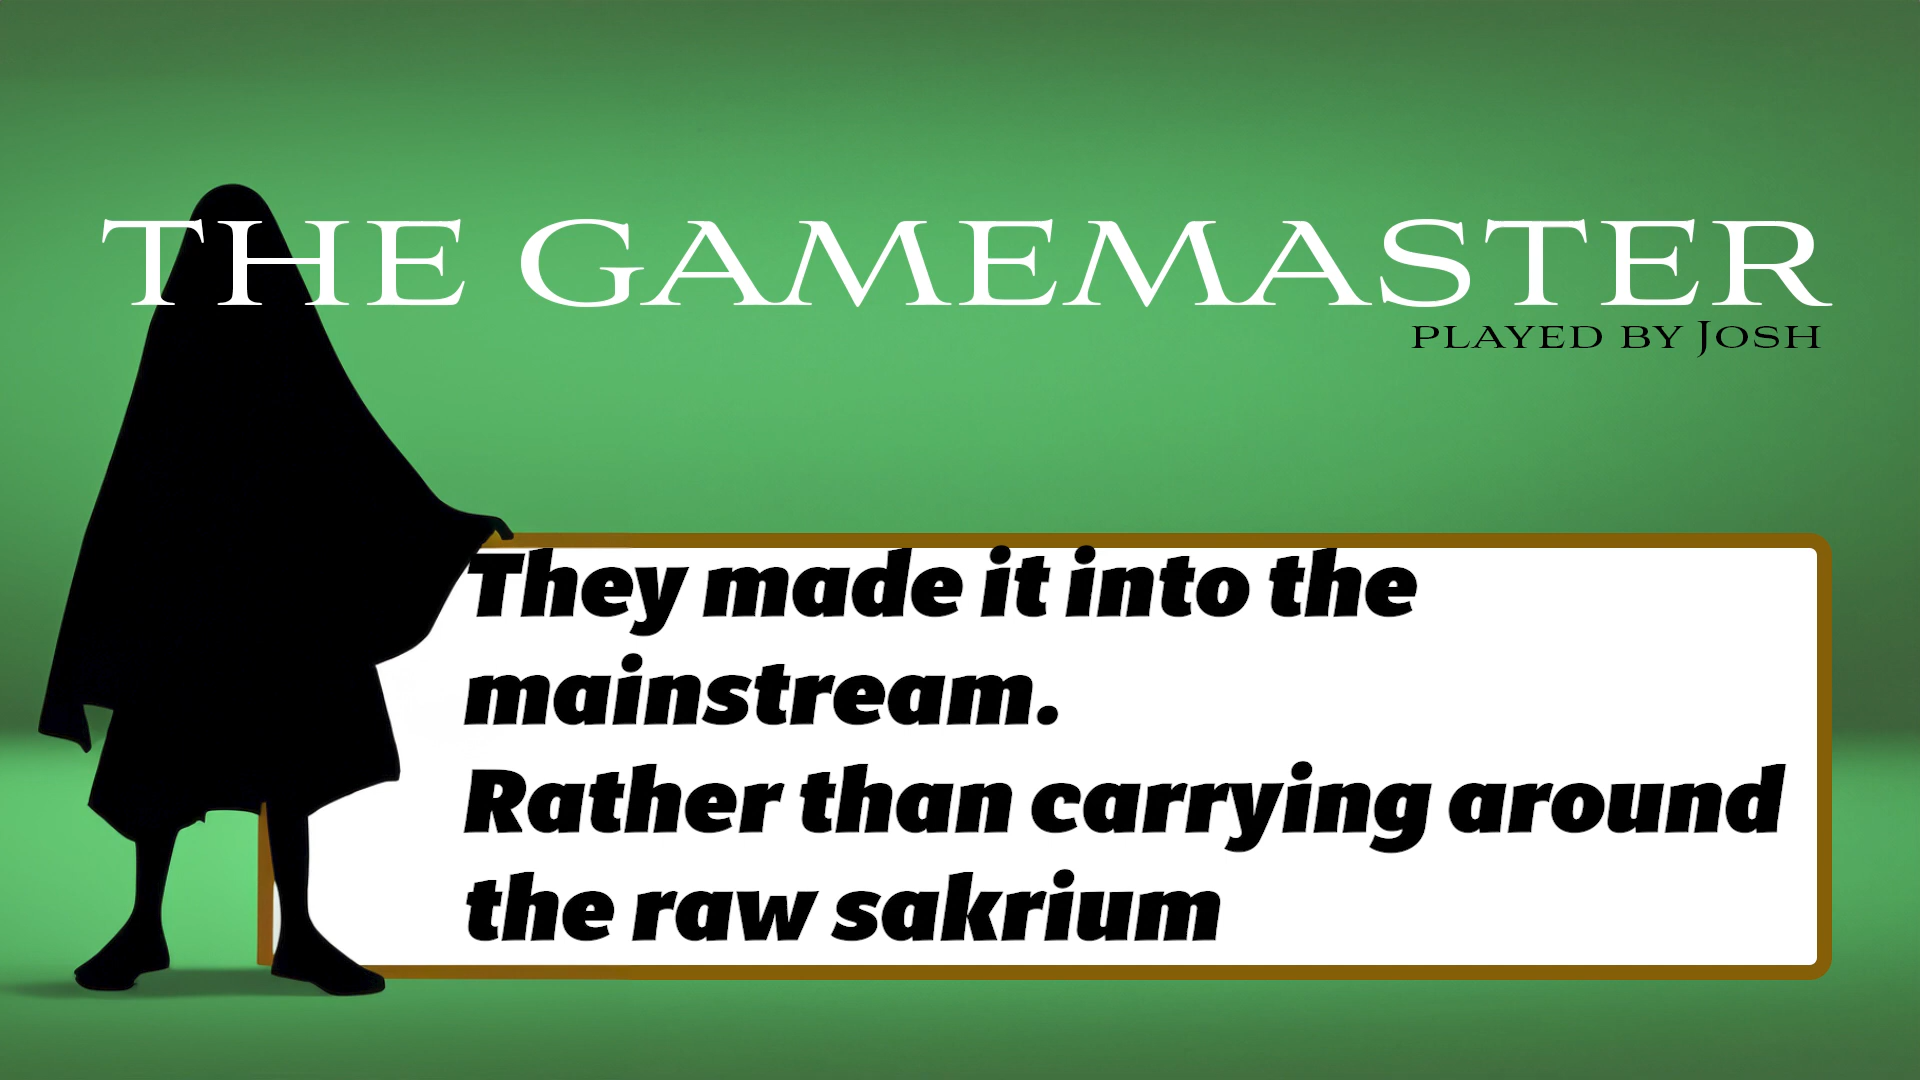 THE GAMEMASTER
PLAYED BY JOSH
They made it into the
mainstream.
Rather than carrying around
the raw sakrium